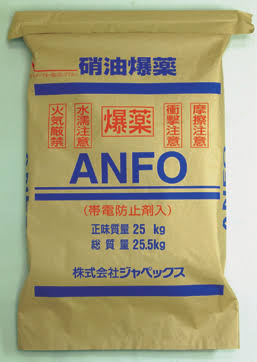 硝油爆薬
火気厳禁
水濡注意
爆薬
衝撃注意
摩擦注意
ANFO
(帯電防止剤入)
正味質量 25 kg
総質量 25.5kg
株式会社ジャペックス